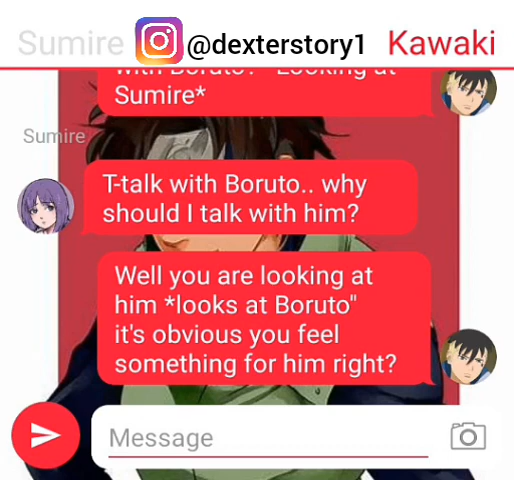 Sumire @dexterstory1 Kawaki
with Boruto? *Looking at
Sumire*
Sumire
T-talk with Boruto.. why
should I talk with him?
Well you are looking at
him *looks at Boruto"
it's obvious you feel
something for him right?
Message